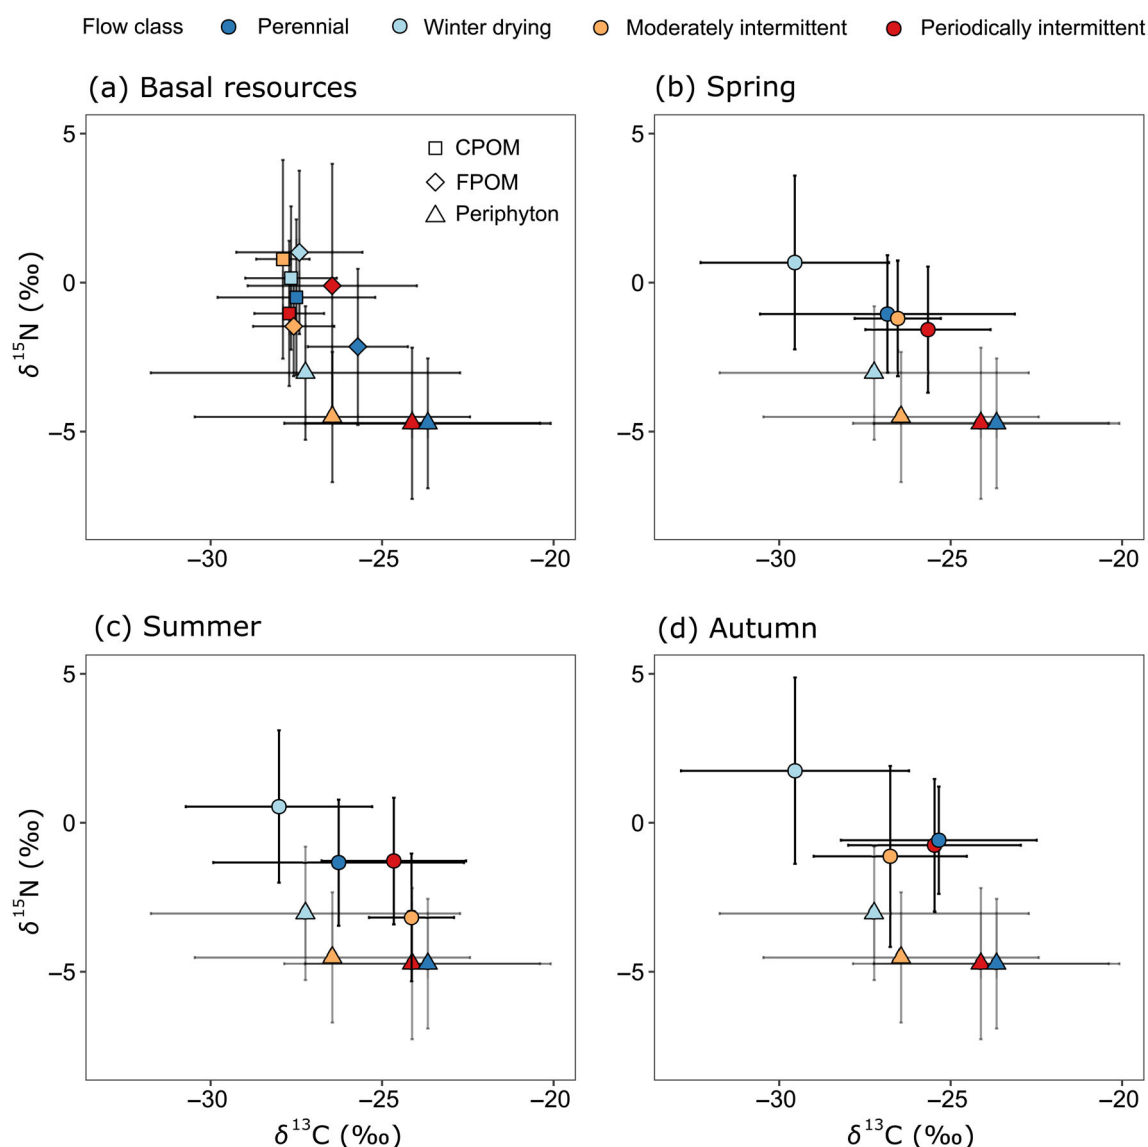 Flow class Perennial Winter drying Moderately intermittent Periodically intermittent
(a) Basal resources
(b) Spring
5
0
−5
δ¹⁵N (‰)
CPOM
FPOM
Periphyton
−30 −25 −20
5
0
−5
−30 −25 −20
(c) Summer
(d) Autumn
5
0
−5
δ¹⁵N (‰)
−30 −25 −20
δ¹³C (‰)
5
0
−5
−30 −25 −20
δ¹³C (‰)